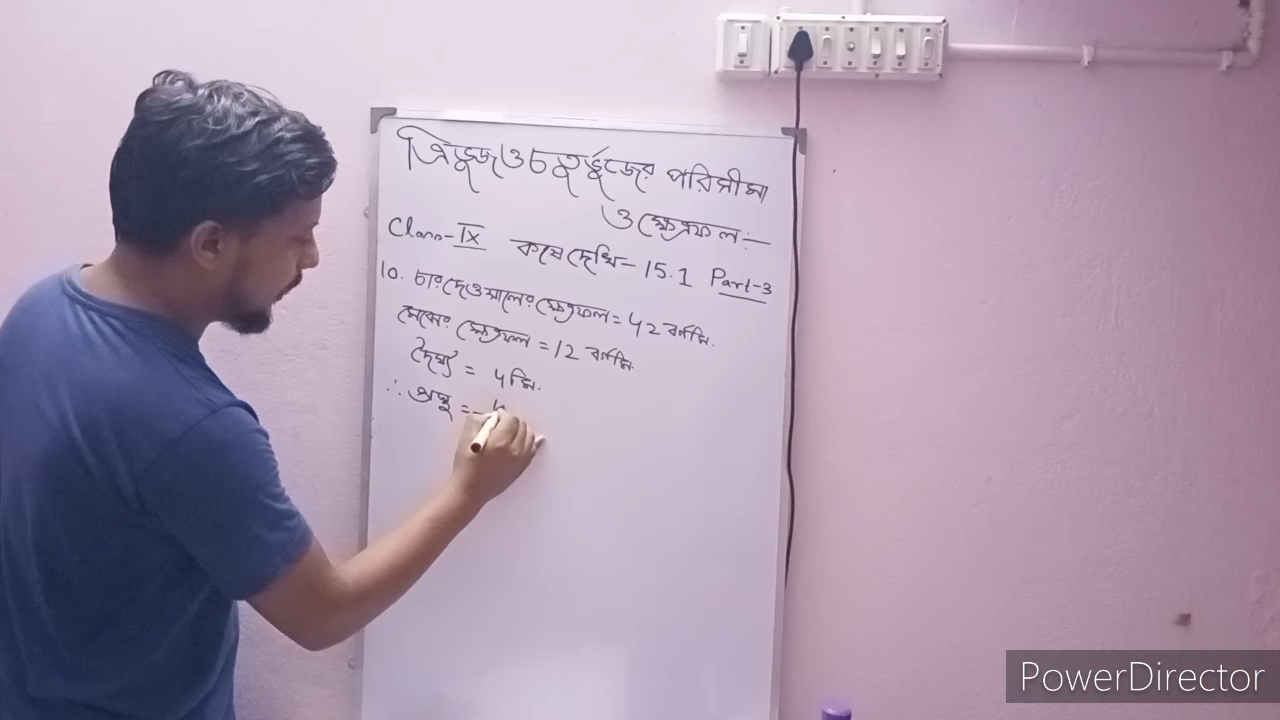 ত্রিভুজ ও চতুর্ভুজের পরিসীমা
ও ক্ষেত্রফল :-
Class-IX কষে দেখি - 15.1 Part-3
10. চার দেওয়ালের ক্ষেত্রফল = 42 বর্গমি.
মেঝের ক্ষেত্রফল = 12 বর্গমি.
দৈর্ঘ্য = 4 মি.
∴ প্রস্থ =
PowerDirector